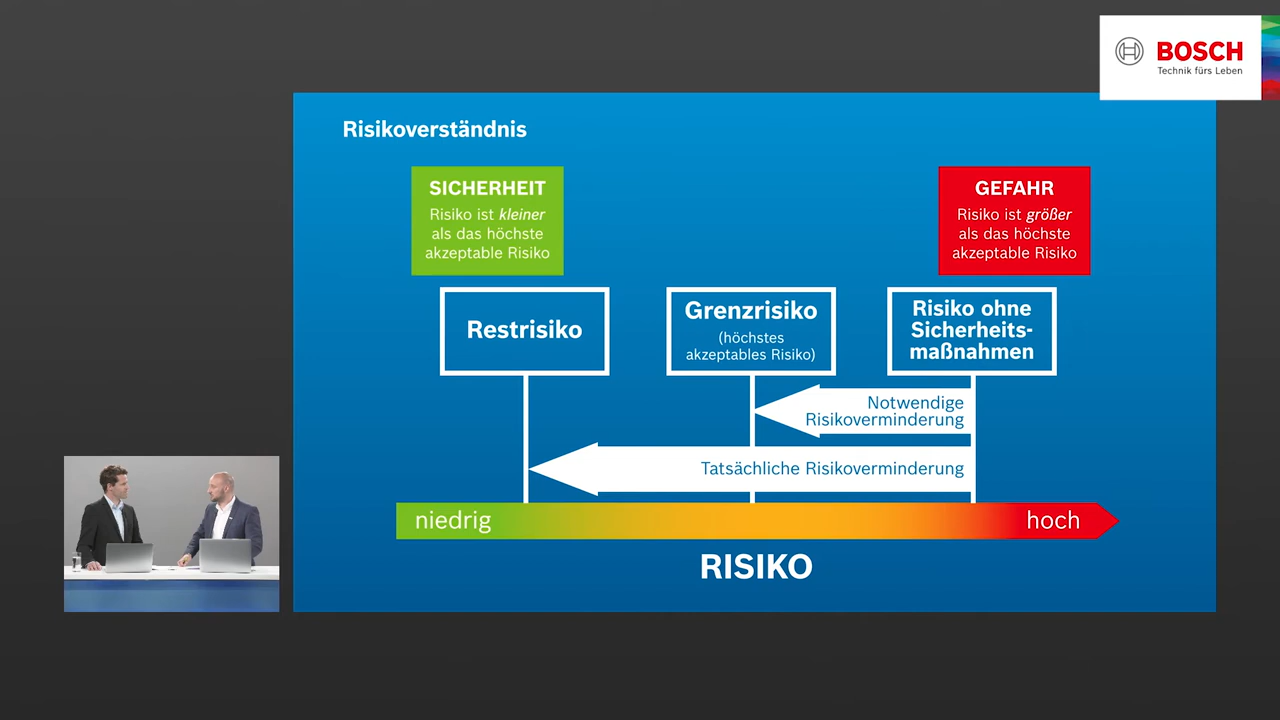 BOSCH
Technik fürs Leben
Risikoverständnis
SICHERHEIT
Risiko ist kleiner
als das höchste
akzeptable Risiko
GEFAHR
Risiko ist größer
als das höchste
akzeptable Risiko
Restrisiko
Grenzrisiko
(höchstes
akzeptables Risiko)
Risiko ohne
Sicherheits-
maßnahmen
Notwendige
Risikoverminderung
Tatsächliche Risikoverminderung
niedrig
hoch
RISIKO